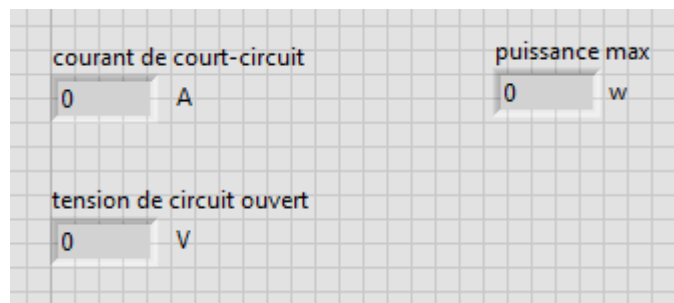 courant de court-circuit
0 A
puissance max
0 w
tension de circuit ouvert
0 V